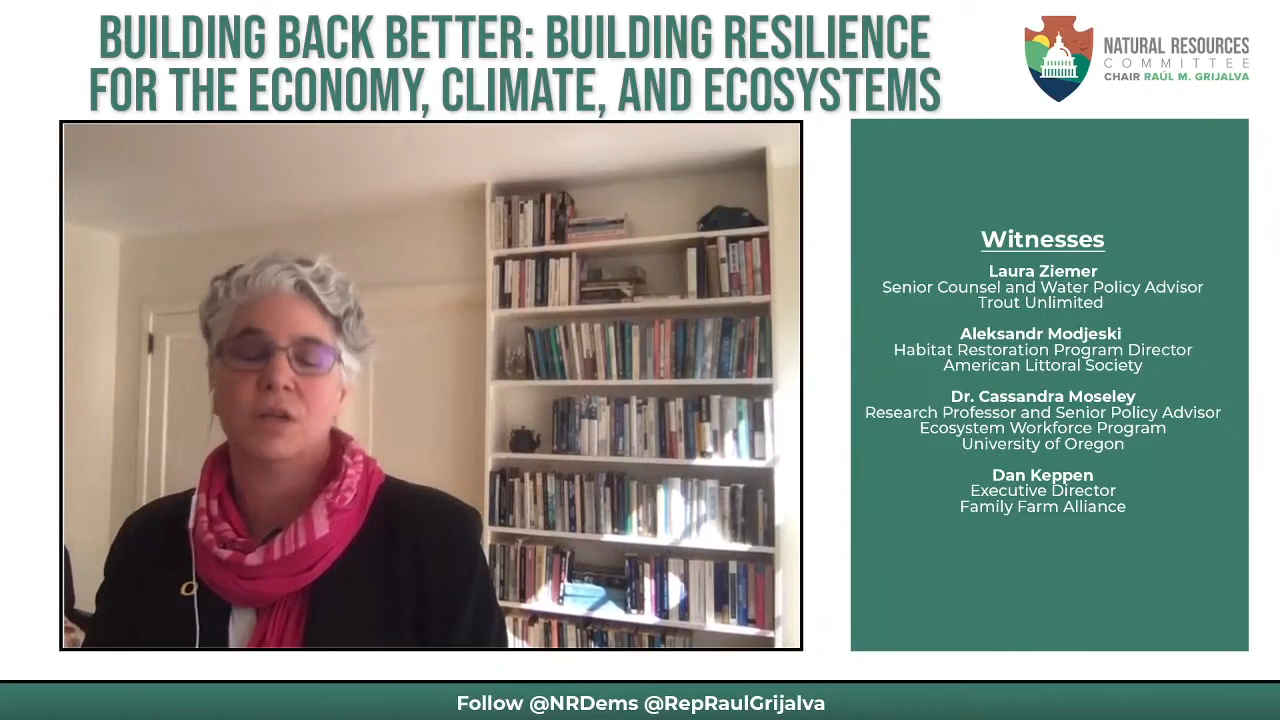 BUILDING BACK BETTER: BUILDING RESILIENCE
FOR THE ECONOMY, CLIMATE, AND ECOSYSTEMS
NATURAL RESOURCES
COMMITTEE
CHAIR RAÚL M. GRIJALVA
Witnesses
Laura Ziemer
Senior Counsel and Water Policy Advisor
Trout Unlimited
Aleksandr Modjeski
Habitat Restoration Program Director
American Littoral Society
Dr. Cassandra Moseley
Research Professor and Senior Policy Advisor
Ecosystem Workforce Program
University of Oregon
Dan Keppen
Executive Director
Family Farm Alliance
Follow @NRDems @RepRaulGrijalva